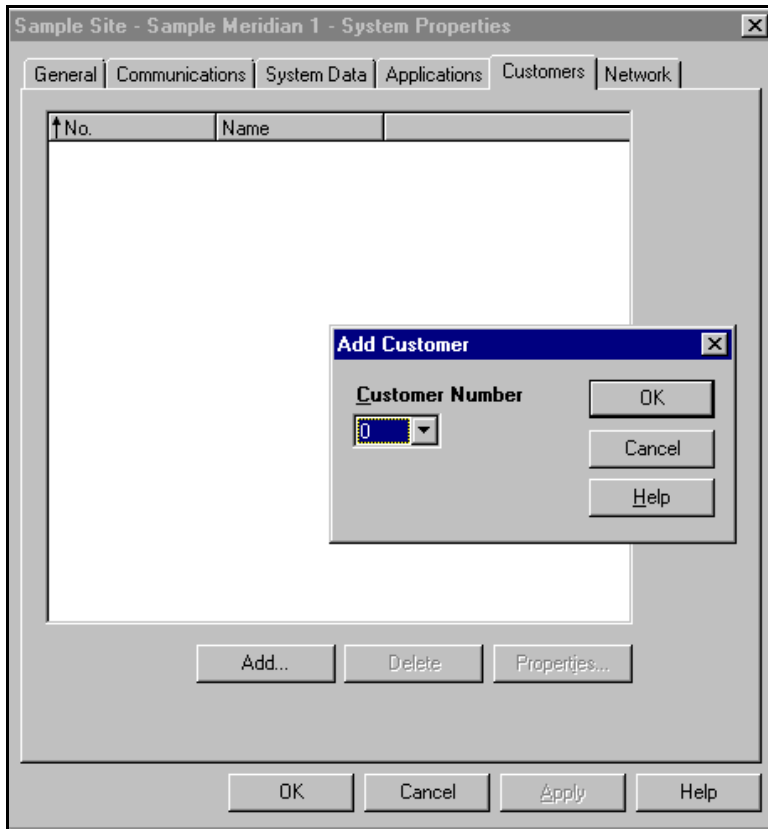 Sample Site - Sample Meridian 1 - System Properties
General Communications System Data Applications Customers Network
No. Name
Add Customer
Customer Number OK
0
Cancel
Help
Add... Delete Properties...
OK Cancel Apply Help